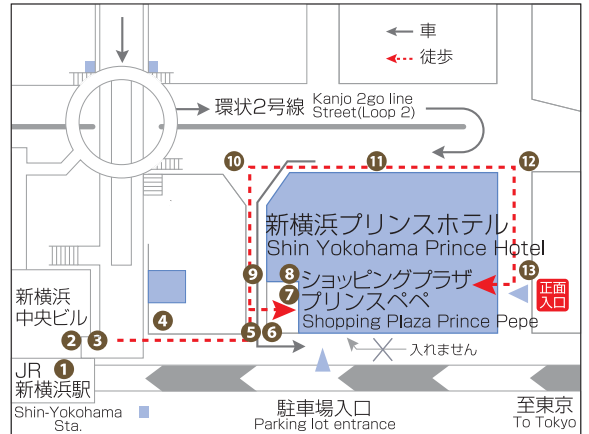 車
徒歩
環状2号線
Kanjo 2go line
Street(Loop 2)
10
11
12
新横浜プリンスホテル
Shin Yokohama Prince Hotel
9
8
ショッピングプラザ
13
7
プリンスペペ
正面
入口
Shopping Plaza Prince Pepe
新横浜
中央ビル
4
2
3
5
6
入れません
JR
1
新横浜駅
Shin-Yokohama
Sta.
駐車場入口
Parking lot entrance
至東京
To Tokyo